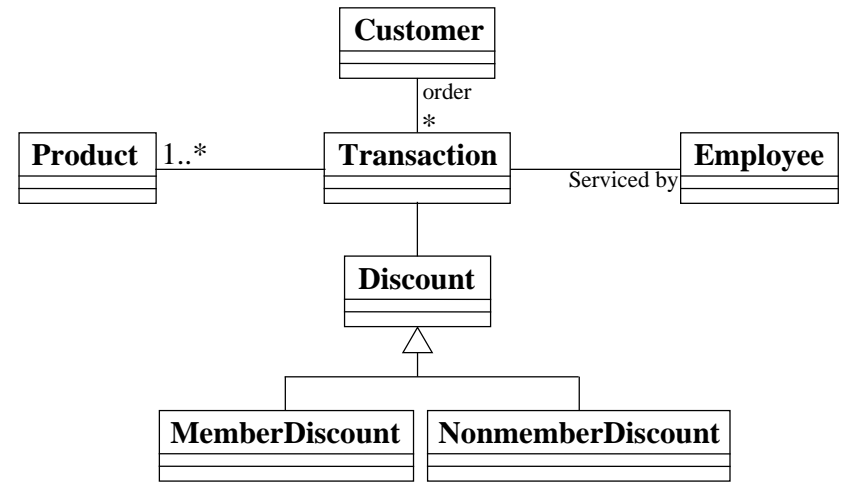 Customer
order
*
Product
1..*
Transaction
Serviced by
Employee
Discount
MemberDiscount
NonmemberDiscount